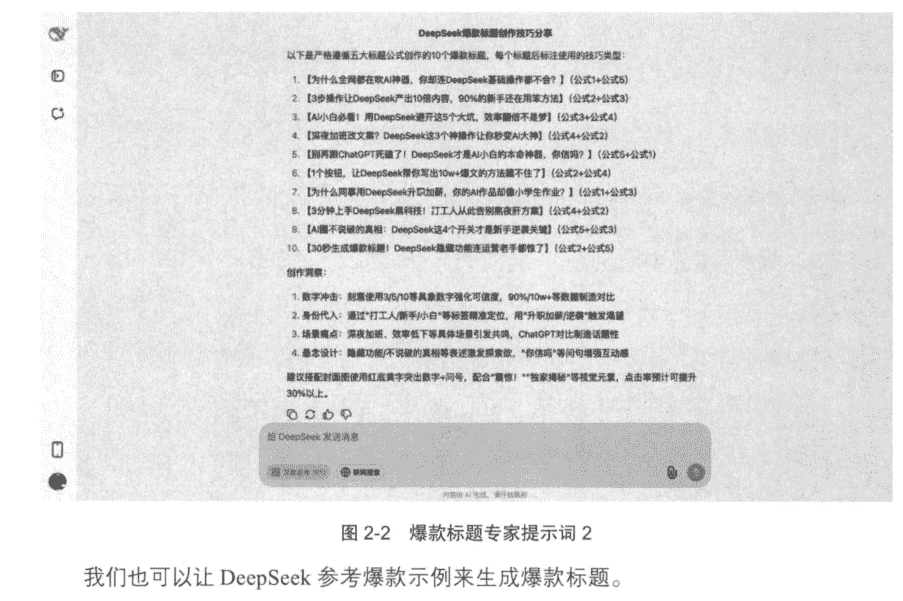 DeepSeek爆款标题创作技巧分享
以下是严格遵循五大标题公式创作的10个爆款标题，每个标题后标注使用的技巧类型：
1. 【为什么全网都在吹AI神器，你却连DeepSeek基础操作都不会？】（公式1+公式5）
2. 【3步操作让DeepSeek产出10倍内容，90%的新手还在用笨方法】（公式2+公式3）
3. 【AI小白必看！用DeepSeek避开这5个大坑，效率翻倍不是梦】（公式3+公式4）
4. 【深夜加班改文案？DeepSeek这3个神操作让你秒变AI大神】（公式4+公式2）
5. 【别再跟ChatGPT死磕了！DeepSeek才是AI小白的本命神器，你信吗？】（公式5+公式1）
6. 【1个按钮，让DeepSeek帮你写出10w+爆文的方法藏不住了】（公式2+公式4）
7. 【为什么同事用DeepSeek升职加薪，你的AI作品却像小学生作业？】（公式1+公式3）
8. 【3分钟上手DeepSeek黑科技！打工人从此告别熬夜肝方案】（公式4+公式2）
9. 【AI圈不说破的真相：DeepSeek这4个开关才是新手逆袭关键】（公式5+公式3）
10. 【30秒生成爆款标题！DeepSeek隐藏功能连运营老手都惊了】（公式2+公式5）
创作洞察：
1. 数字冲击：刻意使用3/5/10等具象数字强化可信度，90%/10w+等数据制造对比
2. 身份代入：通过"打工人/新手/小白"等标签精准定位，用"升职加薪/逆袭"触发渴望
3. 场景痛点：深夜加班、效率低下等具体场景引发共鸣，ChatGPT对比制造话题性
4. 悬念设计：隐藏功能/不说破的真相等表述激发探索欲，"你信吗"等问句增强互动感
建议搭配封面图使用红底黄字突出数字+问号，配合"震惊！""独家揭秘"等视觉元素，点击率预计可提升
30%以上。
给 DeepSeek 发送消息
深度思考 (R1) 联网搜索
内容由 AI 生成，请仔细甄别
图 2-2 爆款标题专家提示词 2
我们也可以让 DeepSeek 参考爆款示例来生成爆款标题。